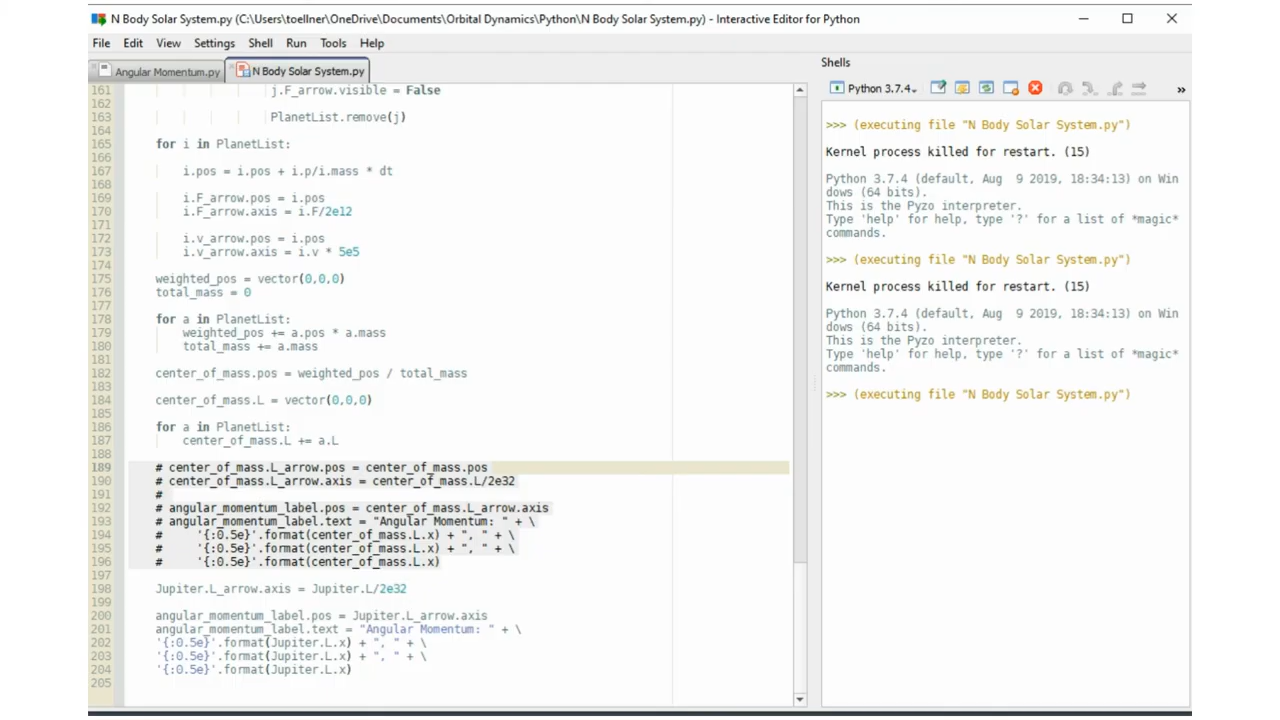 N Body Solar System.py (C:\Users\toellner\OneDrive\Documents\Orbital Dynamics\Python\N Body Solar System.py) - Interactive Editor for Python
File Edit View Settings Shell Run Tools Help
Angular Momentum.py N Body Solar System.py
161 j.F_arrow.visible = False
162
163 PlanetList.remove(j)
164
165 for i in PlanetList:
166
167 i.pos = i.pos + i.p/i.mass * dt
168
169 i.F_arrow.pos = i.pos
170 i.F_arrow.axis = i.F/2e12
171
172 i.v_arrow.pos = i.pos
173 i.v_arrow.axis = i.v * 5e5
174
175 weighted_pos = vector(0,0,0)
176 total_mass = 0
177
178 for a in PlanetList:
179 weighted_pos += a.pos * a.mass
180 total_mass += a.mass
181
182 center_of_mass.pos = weighted_pos / total_mass
183
184 center_of_mass.L = vector(0,0,0)
185
186 for a in PlanetList:
187 center_of_mass.L += a.L
188
189 # center_of_mass.L_arrow.pos = center_of_mass.pos
190 # center_of_mass.L_arrow.axis = center_of_mass.L/2e32
191 #
192 # angular_momentum_label.pos = center_of_mass.L_arrow.axis
193 # angular_momentum_label.text = "Angular Momentum: " + \
194 # '{:0.5e}'.format(center_of_mass.L.x) + ", " + \
195 # '{:0.5e}'.format(center_of_mass.L.x) + ", " + \
196 # '{:0.5e}'.format(center_of_mass.L.x)
197
198 Jupiter.L_arrow.axis = Jupiter.L/2e32
199
200 angular_momentum_label.pos = Jupiter.L_arrow.axis
201 angular_momentum_label.text = "Angular Momentum: " + \
202 '{:0.5e}'.format(Jupiter.L.x) + ", " + \
203 '{:0.5e}'.format(Jupiter.L.x) + ", " + \
204 '{:0.5e}'.format(Jupiter.L.x)
205
Shells
Python 3.7.4 »
>>> (executing file "N Body Solar System.py")
Kernel process killed for restart. (15)
Python 3.7.4 (default, Aug 9 2019, 18:34:13) on Win
dows (64 bits).
This is the Pyzo interpreter.
Type 'help' for help, type '?' for a list of *magic*
commands.
>>> (executing file "N Body Solar System.py")
Kernel process killed for restart. (15)
Python 3.7.4 (default, Aug 9 2019, 18:34:13) on Win
dows (64 bits).
This is the Pyzo interpreter.
Type 'help' for help, type '?' for a list of *magic*
commands.
>>> (executing file "N Body Solar System.py")